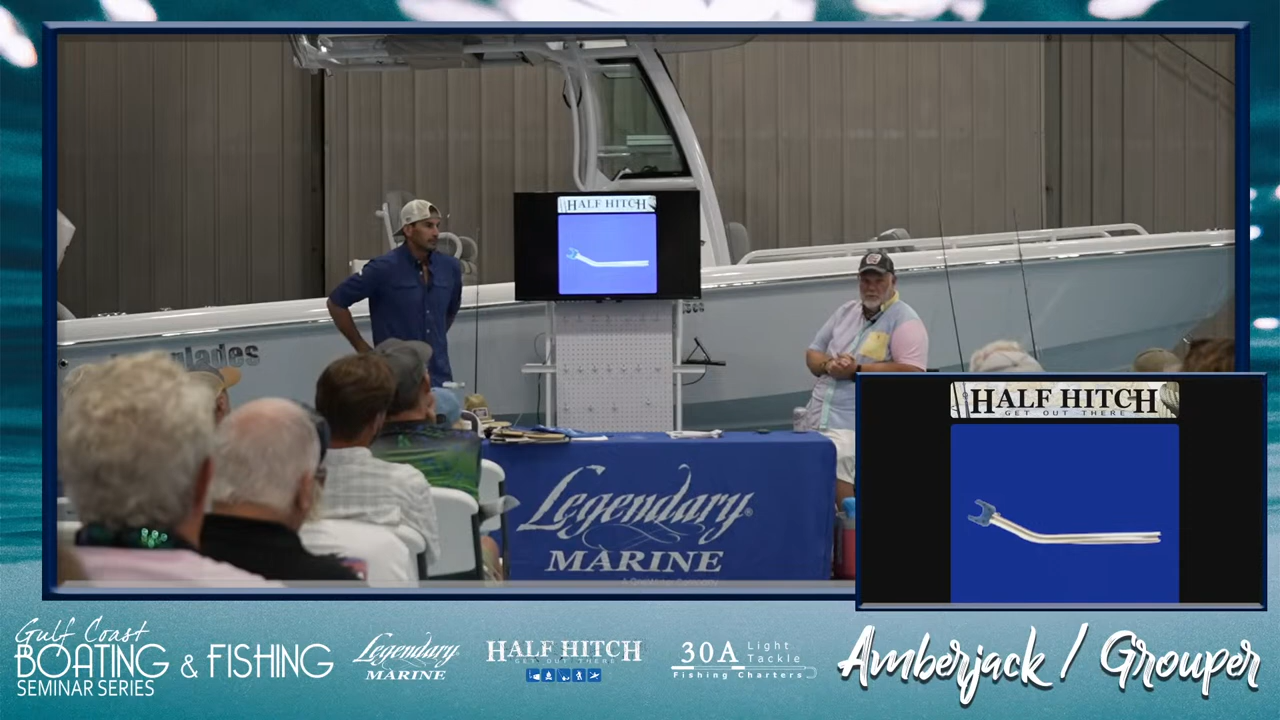 HALF HITCH
glades
HALF HITCH
GET OUT THERE
Legendary®
MARINE
Gulf Coast
BOATING & FISHING
SEMINAR SERIES
Legendary
MARINE
HALF HITCH
GET OUT THERE
30A Light Tackle
Fishing Charters
Amberjack / Grouper